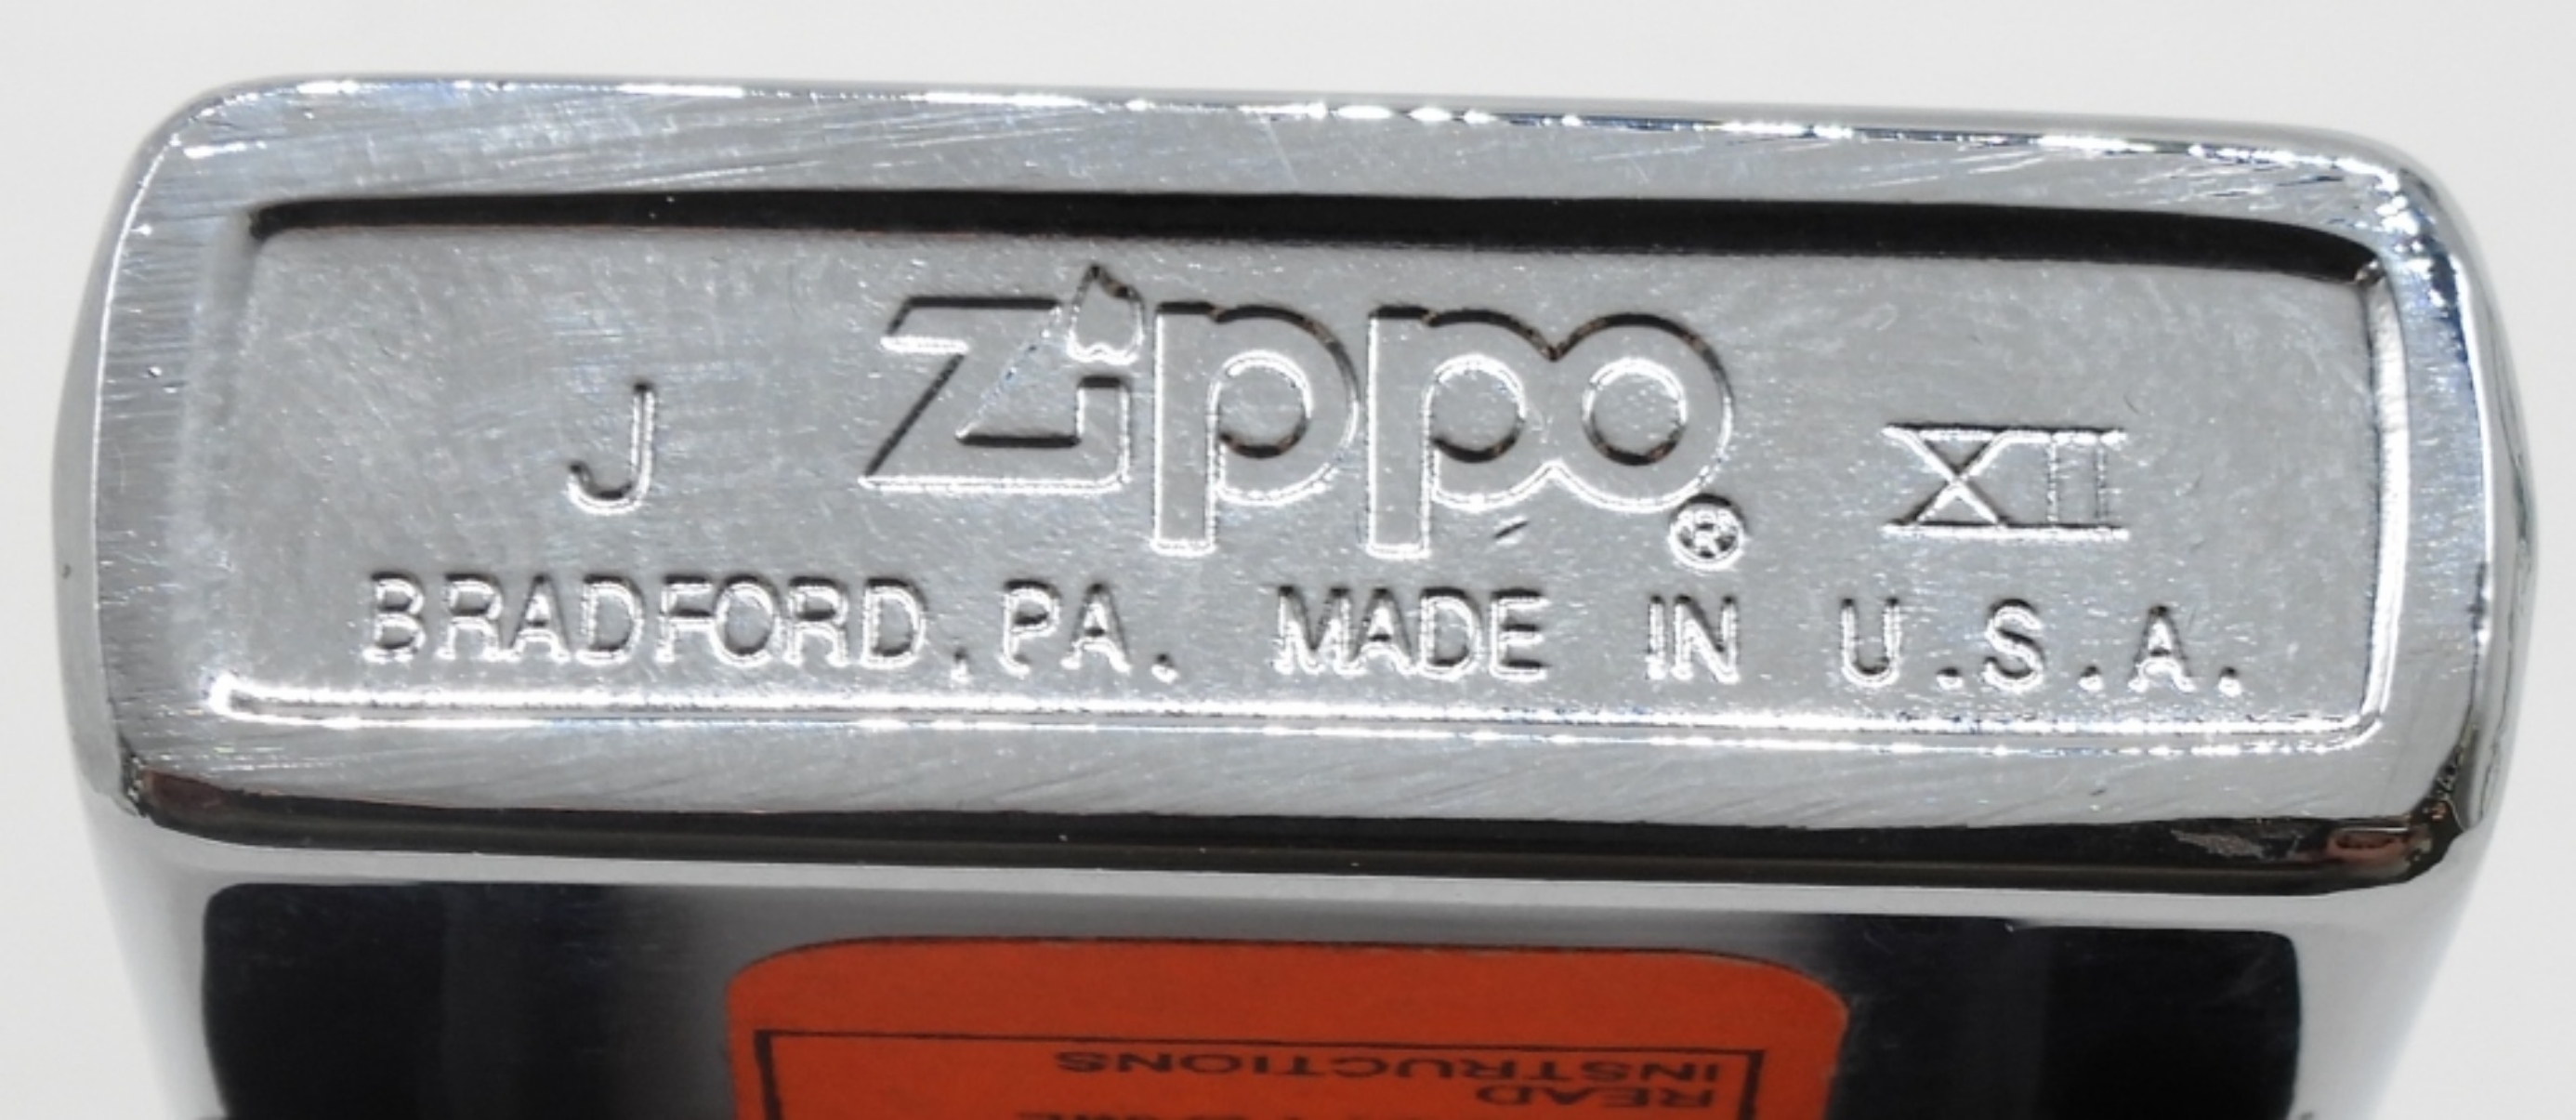 J Zippo ® XII
BRADFORD, PA. MADE IN U.S.A.
READ
INSTRUCTIONS